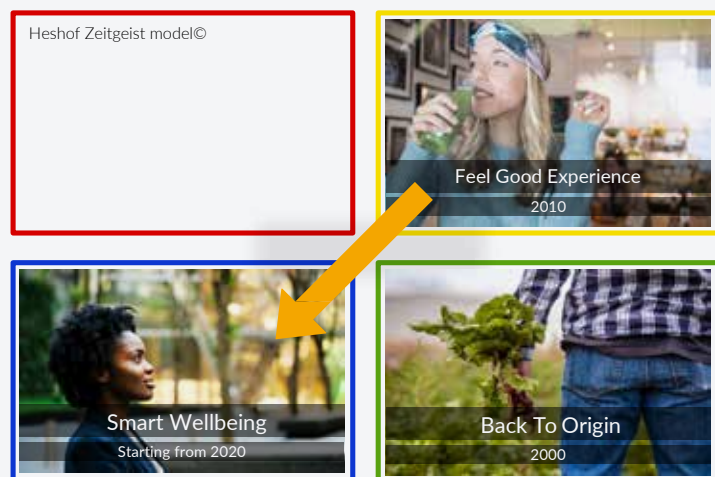 Heshof Zeitgeist model©
Feel Good Experience
2010
Smart Wellbeing
Starting from 2020
Back To Origin
2000